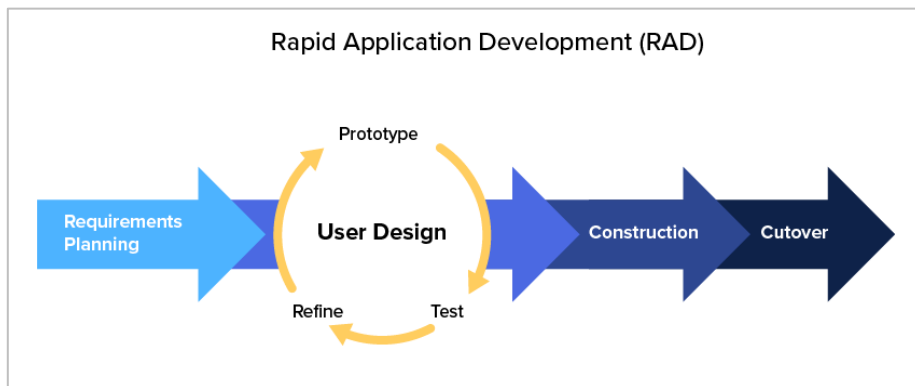 Rapid Application Development (RAD)
Prototype
Requirements
Planning
User Design
Construction
Cutover
Refine
Test